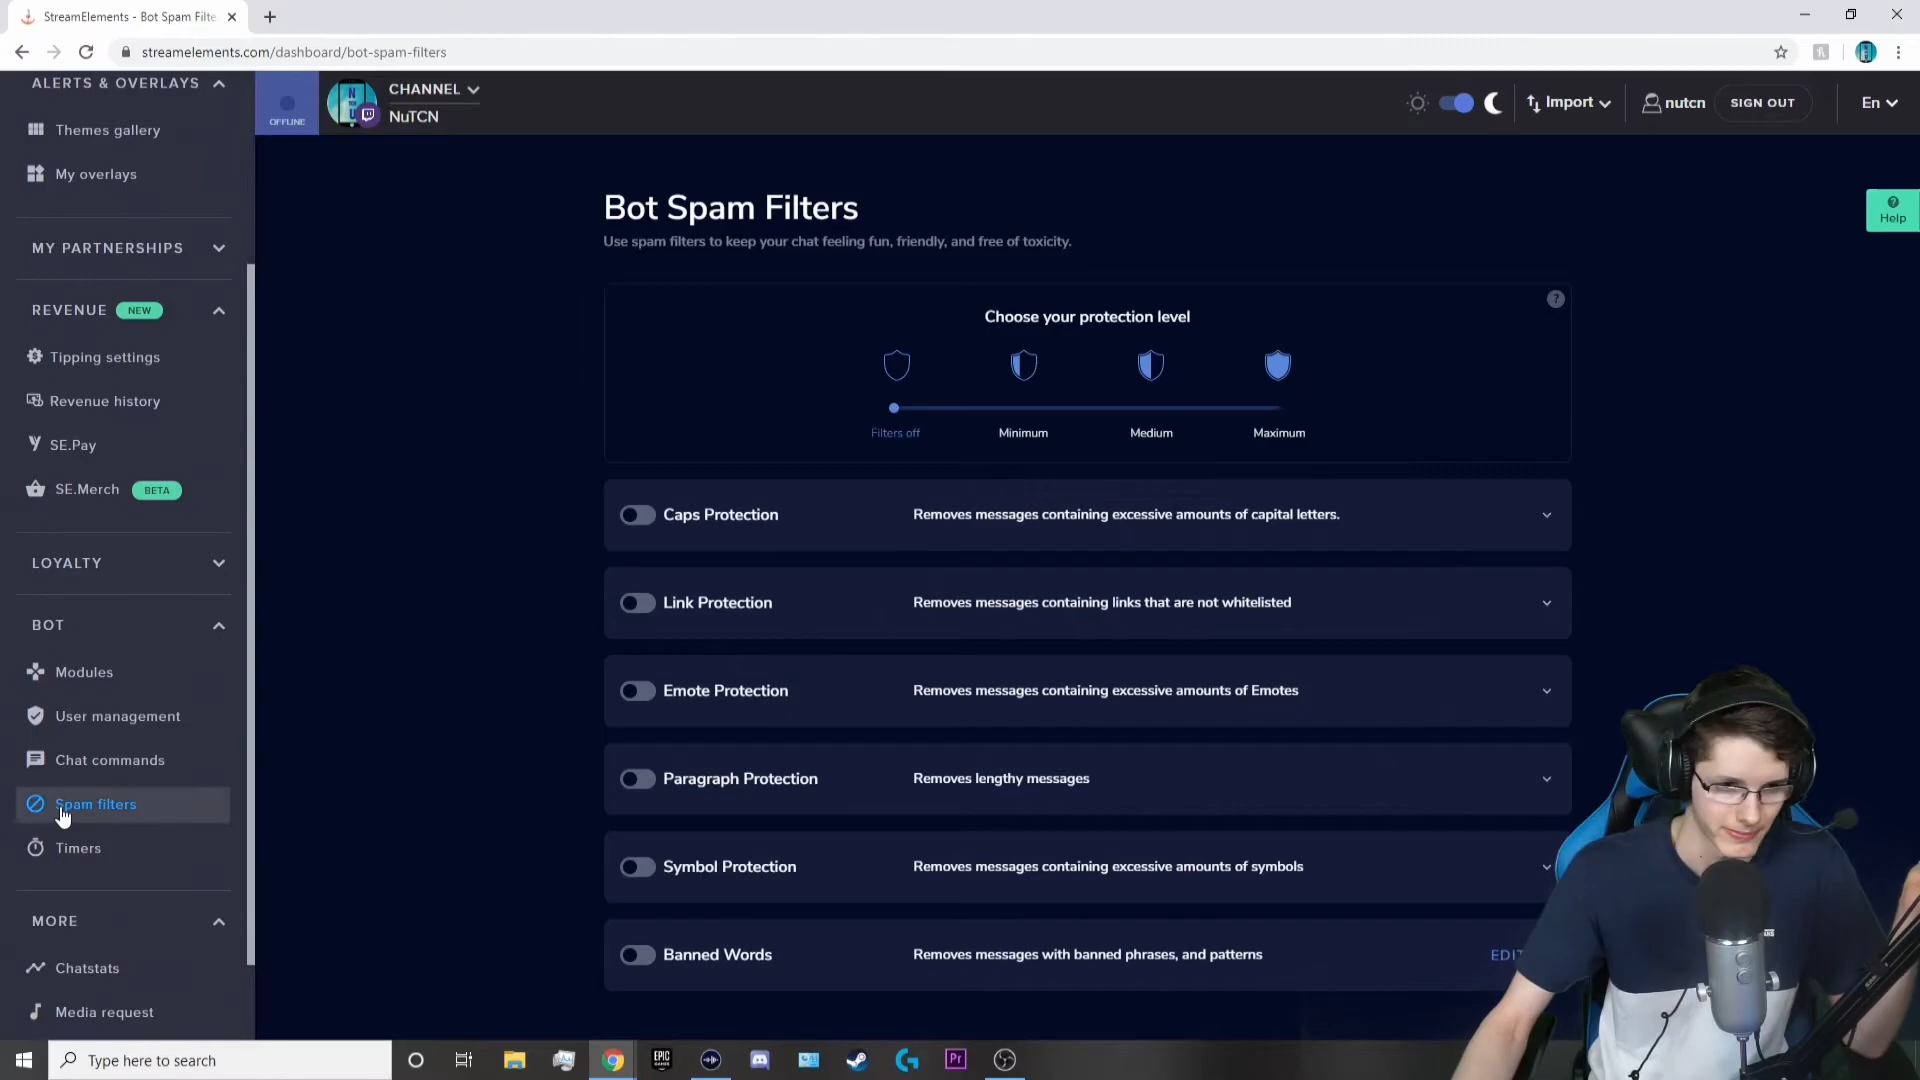 StreamElements - Bot Spam Filte
streamelements.com/dashboard/bot-spam-filters
ALERTS & OVERLAYS
Themes gallery
My overlays
MY PARTNERSHIPS
REVENUE NEW
Tipping settings
Revenue history
SE.Pay
SE.Merch BETA
LOYALTY
BOT
Modules
User management
Chat commands
Spam filters
Timers
MORE
Chatstats
Media request
OFFLINE
CHANNEL
NuTCN
Import
nutcn
SIGN OUT
En
Help
Bot Spam Filters
Use spam filters to keep your chat feeling fun, friendly, and free of toxicity.
Choose your protection level
Filters off Minimum Medium Maximum
Caps Protection Removes messages containing excessive amounts of capital letters.
Link Protection Removes messages containing links that are not whitelisted
Emote Protection Removes messages containing excessive amounts of Emotes
Paragraph Protection Removes lengthy messages
Symbol Protection Removes messages containing excessive amounts of symbols
Banned Words Removes messages with banned phrases, and patterns EDIT
Type here to search
EPIC
GAMES
Pr